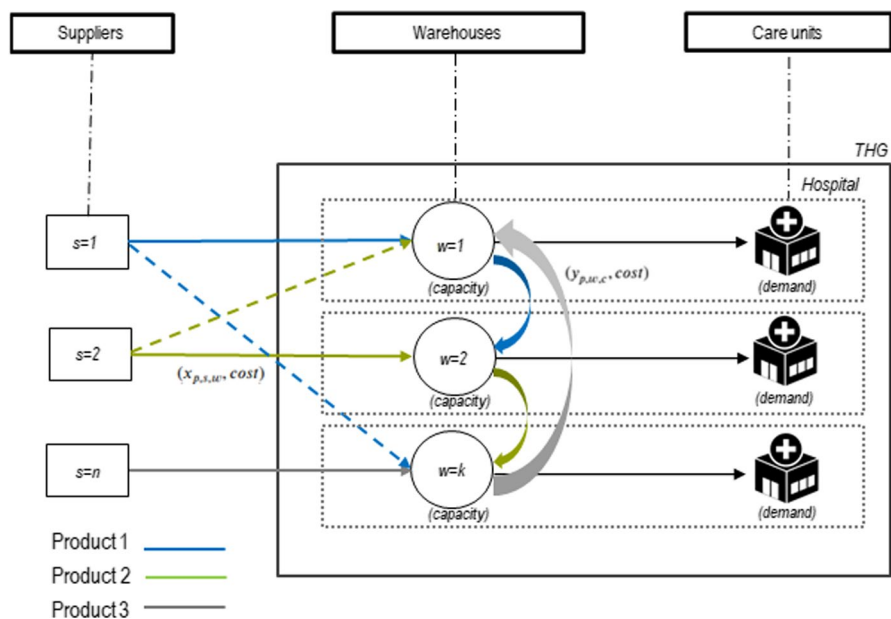 Suppliers
Warehouses
Care units
THG
Hospital
s=1
w=1
(y_{p,w,c}, cost)
(capacity)
(demand)
s=2
w=2
(x_{p,s,w}, cost)
(capacity)
(demand)
s=n
w=k
(capacity)
(demand)
Product 1
Product 2
Product 3